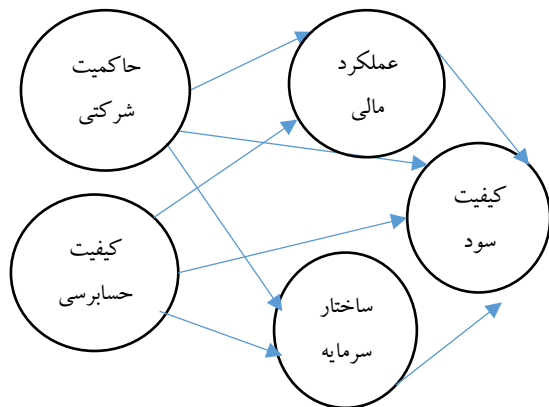 حاکمیت
شرکتی
عملکرد
مالی
کیفیت
سود
کیفیت
حسابرسی
ساختار
سرمایه